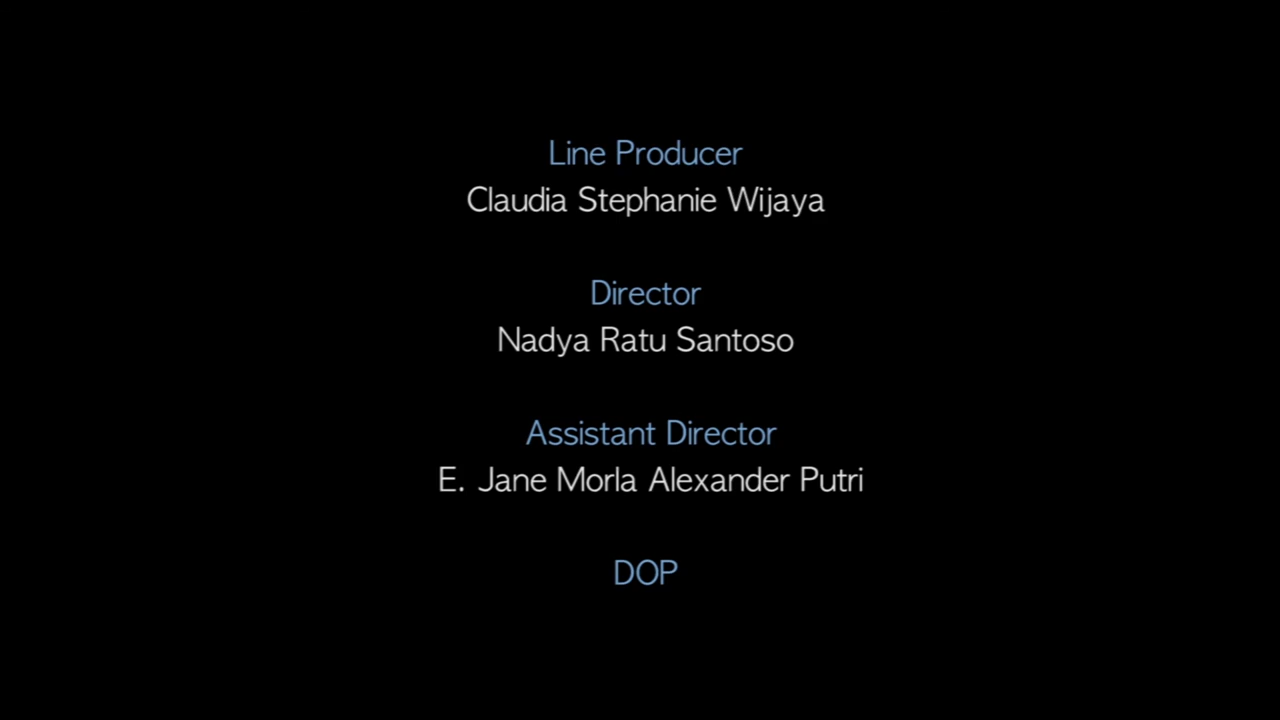 Line Producer
Claudia Stephanie Wijaya
Director
Nadya Ratu Santoso
Assistant Director
E. Jane Morla Alexander Putri
DOP